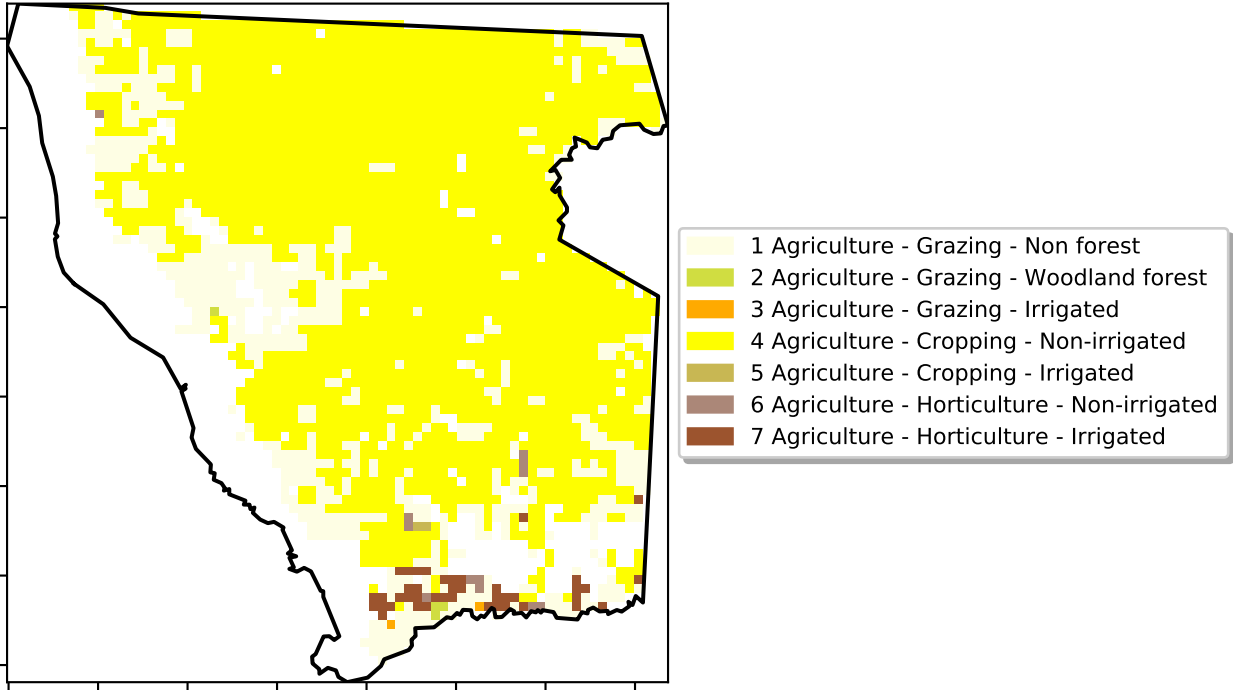 1 Agriculture - Grazing - Non forest
2 Agriculture - Grazing - Woodland forest
3 Agriculture - Grazing - Irrigated
4 Agriculture - Cropping - Non-irrigated
5 Agriculture - Cropping - Irrigated
6 Agriculture - Horticulture - Non-irrigated
7 Agriculture - Horticulture - Irrigated